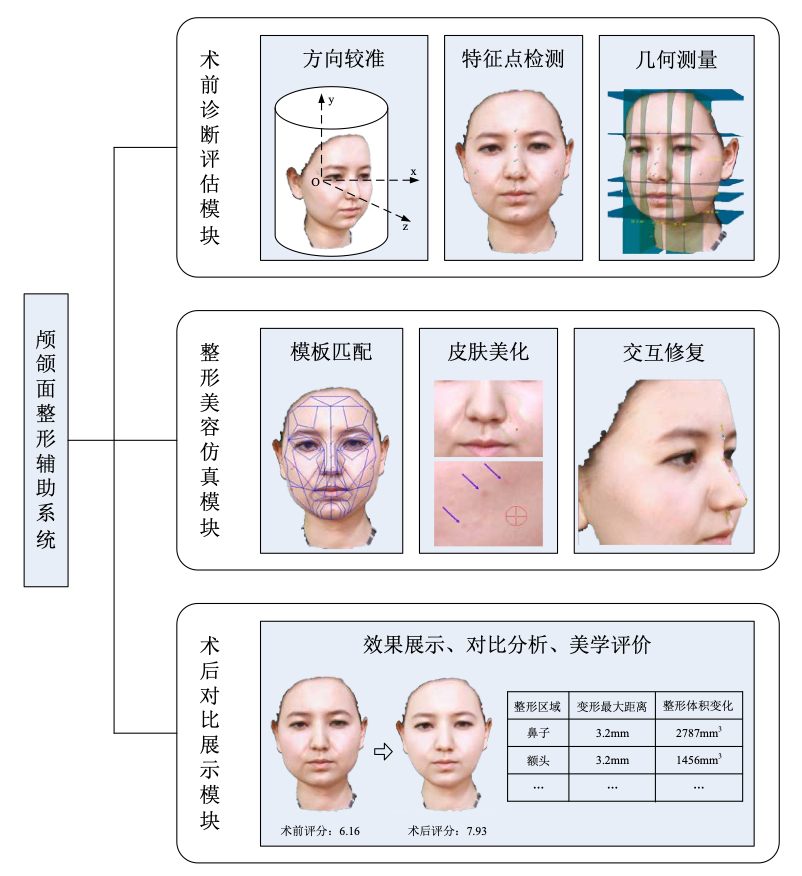 颅颌面整形辅助系统
术前诊断评估模块
方向较准
y
O
x
z
特征点检测
几何测量
整形美容仿真模块
模板匹配
皮肤美化
交互修复
术后对比展示模块
效果展示、对比分析、美学评价
术前评分：6.16
术后评分：7.93
整形区域 变形最大距离 整形体积变化
鼻子 3.2mm 2787mm³
额头 3.2mm 1456mm³
... ... ...